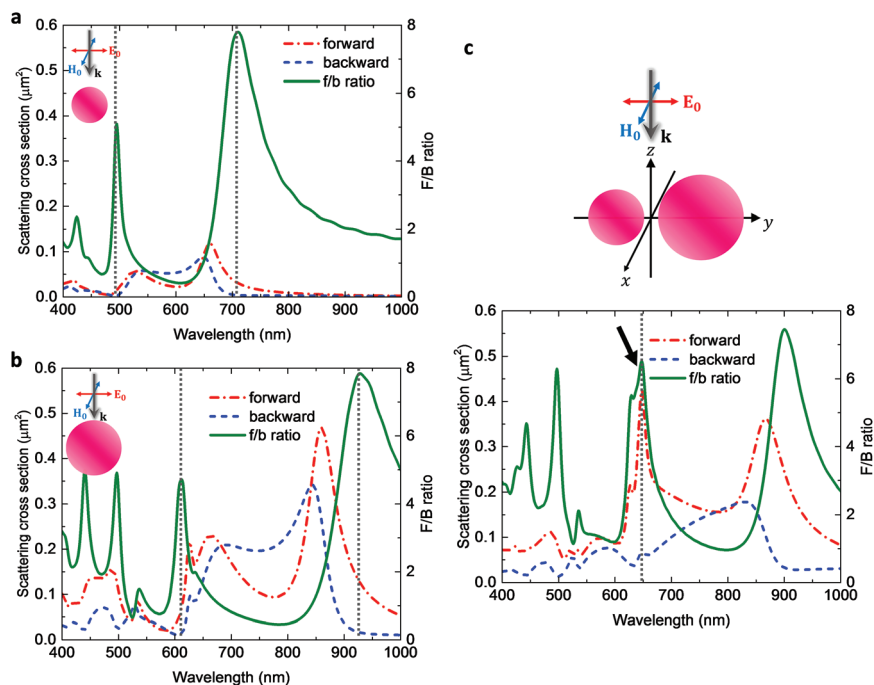 a
0.6
0.5
0.4
0.3
0.2
0.1
0.0
Scattering cross section (μm²)
E₀
H₀
k
forward
backward
f/b ratio
8
6
4
2
0
F/B ratio
400 500 600 700 800 900 1000
Wavelength (nm)
b
0.6
0.5
0.4
0.3
0.2
0.1
0.0
Scattering cross section (μm²)
E₀
H₀
k
forward
backward
f/b ratio
8
6
4
2
0
F/B ratio
400 500 600 700 800 900 1000
Wavelength (nm)
c
E₀
H₀
k
z
y
x
0.6
0.5
0.4
0.3
0.2
0.1
0.0
Scattering cross section (μm²)
forward
backward
f/b ratio
8
6
4
2
0
F/B ratio
400 500 600 700 800 900 1000
Wavelength (nm)